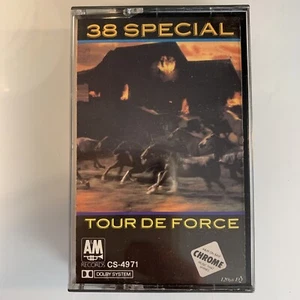 38 SPECIAL
TOUR DE FORCE
A&M
RECORDS CS-4971
DOLBY SYSTEM
CHROME